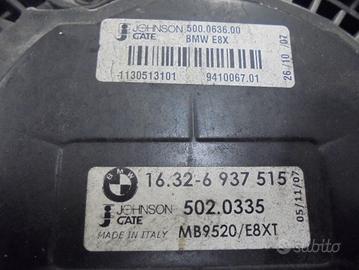 JOHNSON GATE 500.0636.00
BMW E8X
1130513101 9410067.01
26/10/07
BMW 16.32-6 937 515
JOHNSON GATE 502.0335
MADE IN ITALY MB9520/E8XT
05/11/07
subito